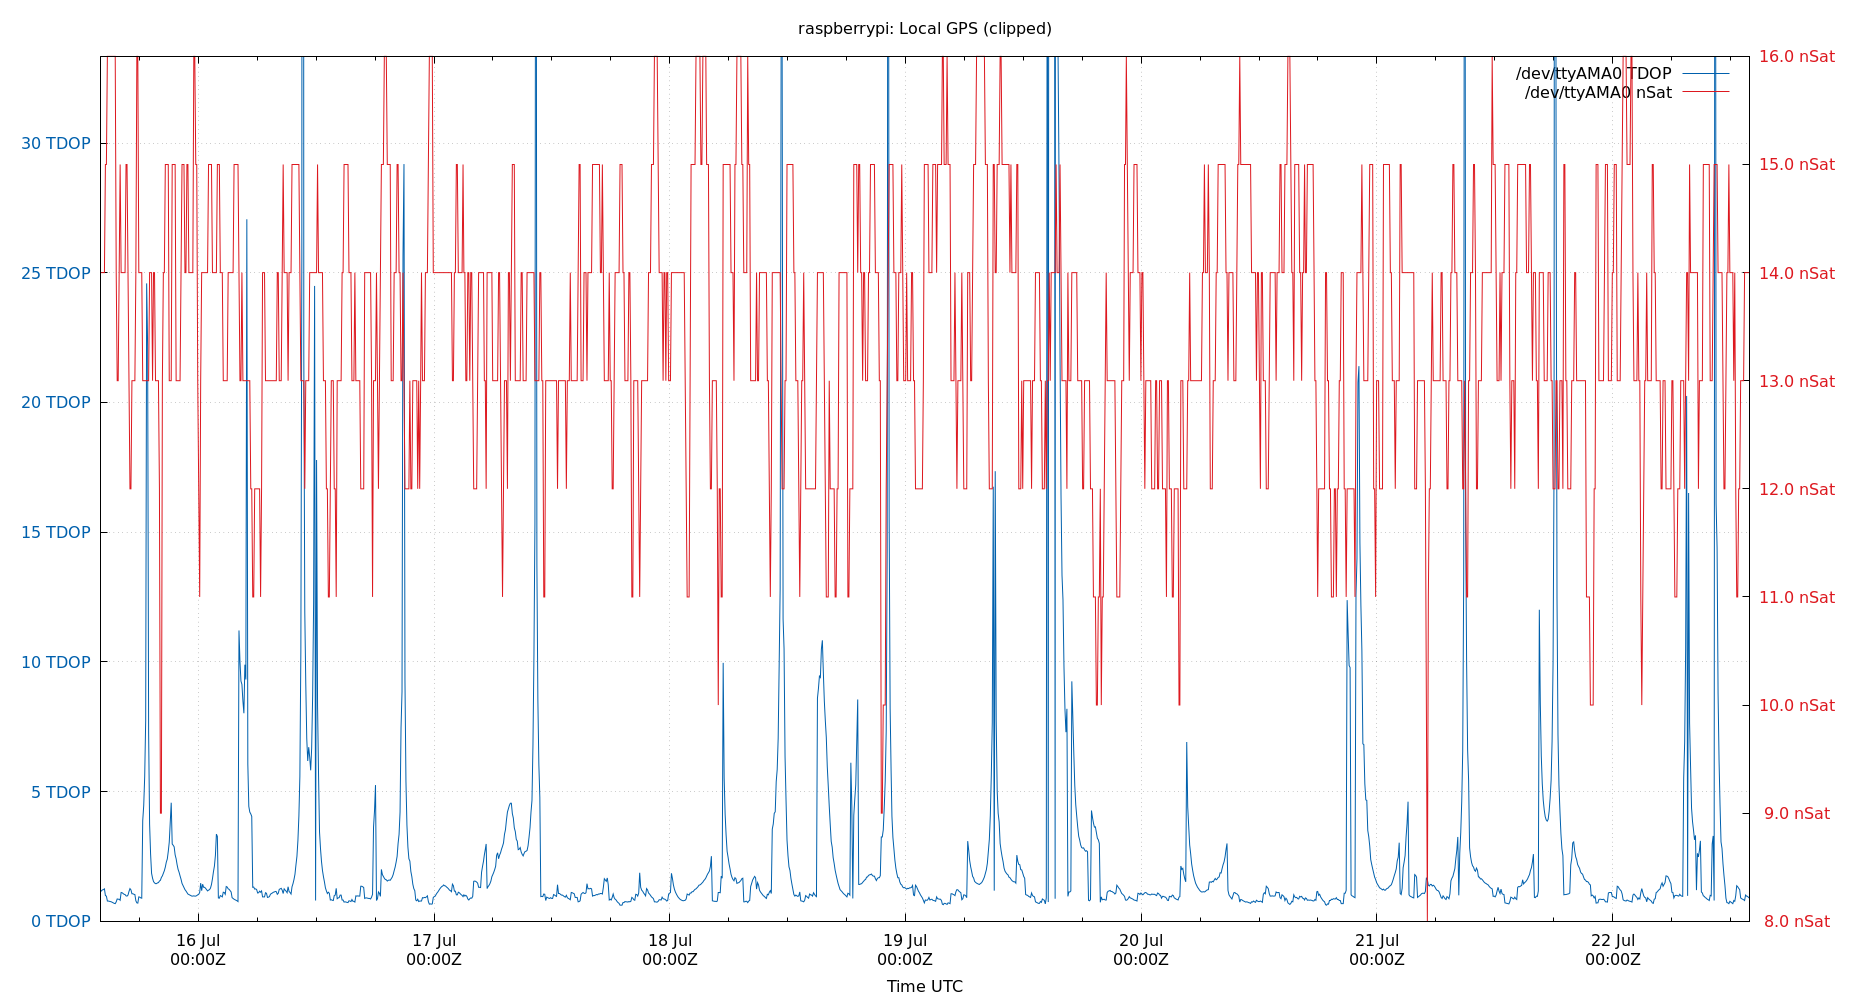 raspberrypi: Local GPS (clipped)
/dev/ttyAMA0 TDOP
/dev/ttyAMA0 nSat
30 TDOP
25 TDOP
20 TDOP
15 TDOP
10 TDOP
5 TDOP
0 TDOP
16.0 nSat
15.0 nSat
14.0 nSat
13.0 nSat
12.0 nSat
11.0 nSat
10.0 nSat
9.0 nSat
8.0 nSat
16 Jul
00:00Z
17 Jul
00:00Z
18 Jul
00:00Z
19 Jul
00:00Z
20 Jul
00:00Z
21 Jul
00:00Z
22 Jul
00:00Z
Time UTC